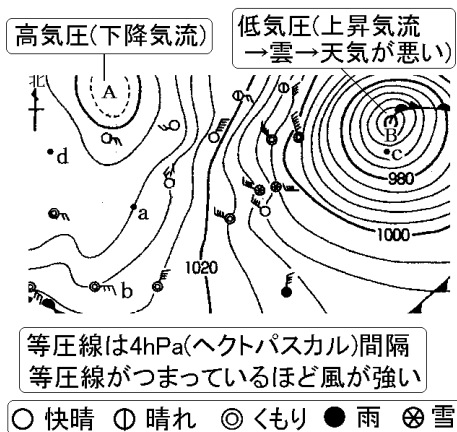 高気圧(下降気流)
低気圧(上昇気流
→雲→天気が悪い)
北
A
B
c
d
980
a
1000
1020
b
等圧線は4hPa(ヘクトパスカル)間隔
等圧線がつまっているほど風が強い
快晴 晴れ くもり 雨 雪